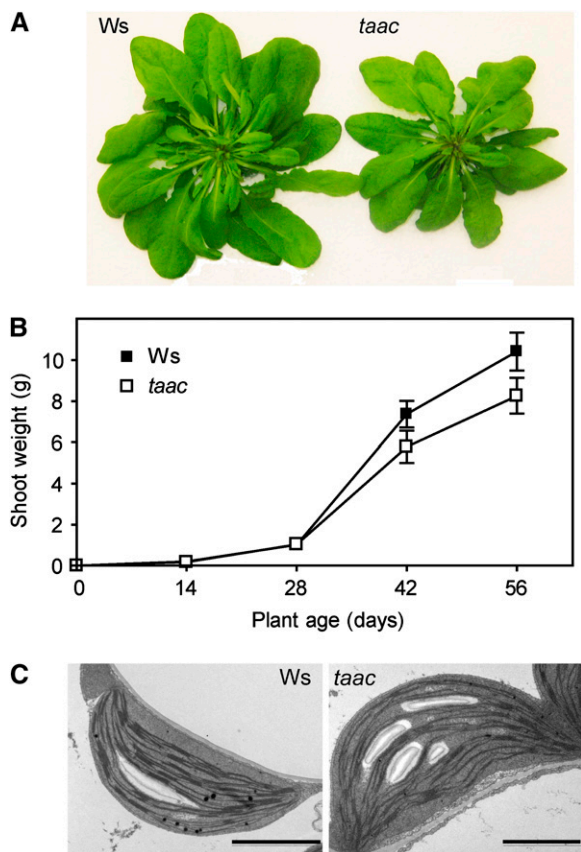 A
Ws
taac
B
Ws
taac
Shoot weight (g)
10
8
6
4
2
0
0 14 28 42 56
Plant age (days)
C
Ws
taac